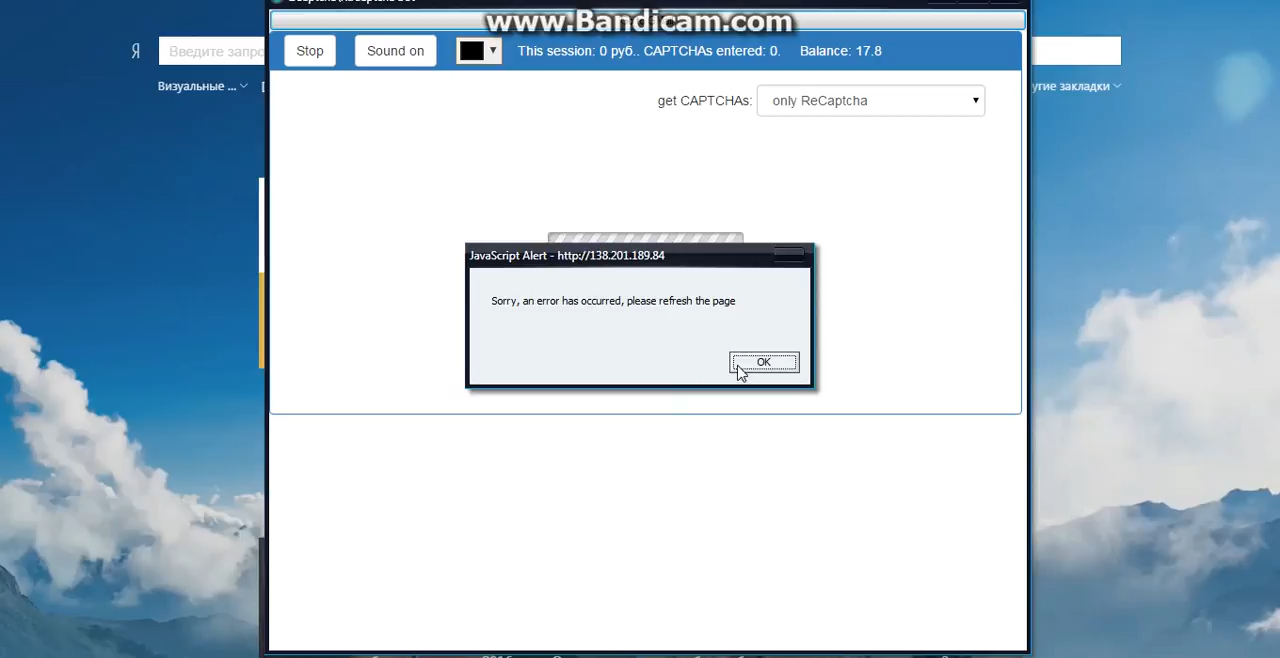 www.Bandicam.com
Я
Введите запро
Stop
Sound on
This session: 0 руб.. CAPTCHAs entered: 0.
Balance: 17.8
Визуальные ...
закладки
get CAPTCHAs:
only ReCaptcha
JavaScript Alert - http://138.201.189.84
Sorry, an error has occurred, please refresh the page
OK